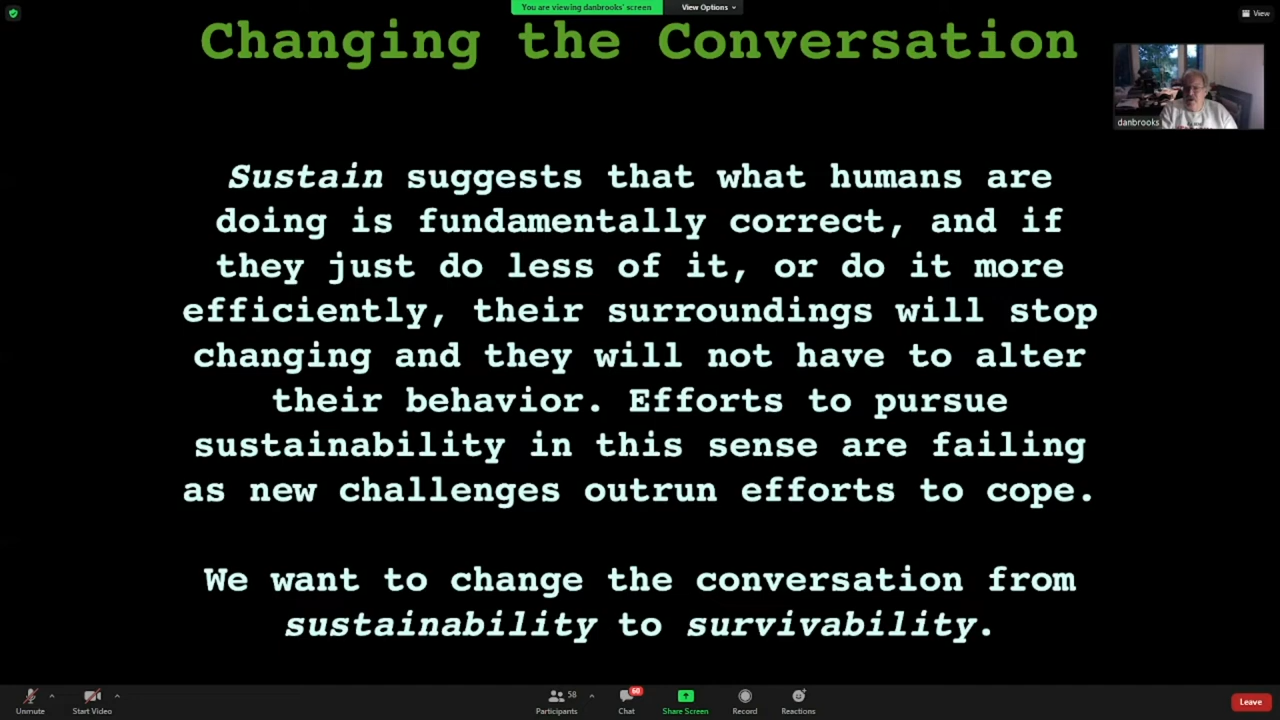 You are viewing danbrooks' screen
View Options
View
Changing the Conversation
danbrooks
Sustain suggests that what humans are
doing is fundamentally correct, and if
they just do less of it, or do it more
efficiently, their surroundings will stop
changing and they will not have to alter
their behavior. Efforts to pursue
sustainability in this sense are failing
as new challenges outrun efforts to cope.
We want to change the conversation from
sustainability to survivability.
Unmute
Start Video
58
Participants
60
Chat
Share Screen
Record
Reactions
Leave